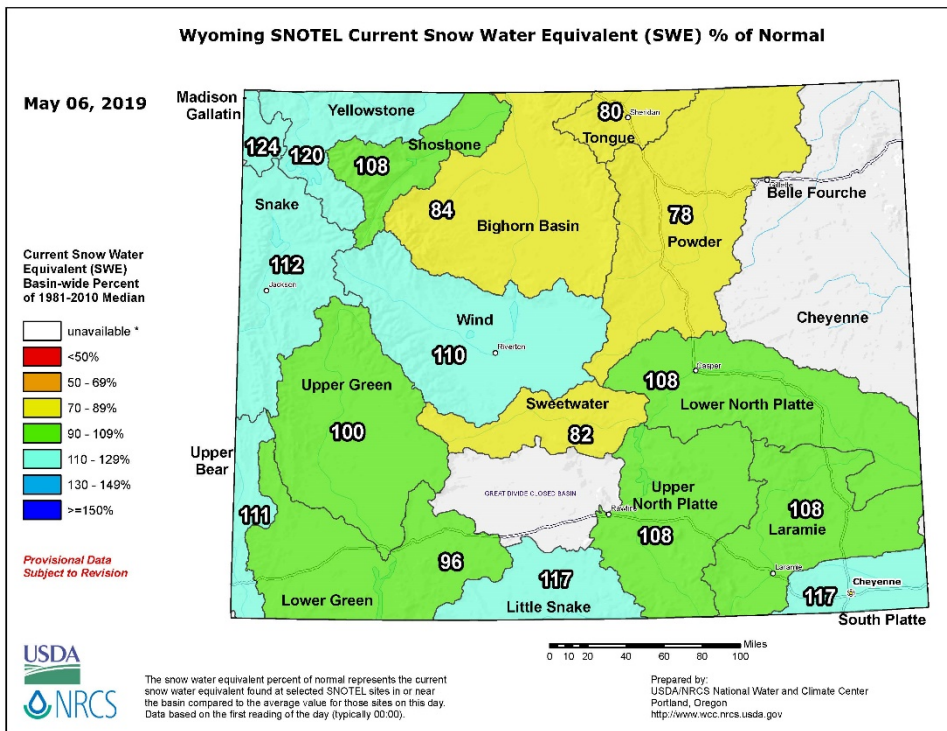 Wyoming SNOTEL Current Snow Water Equivalent (SWE) % of Normal
May 06, 2019
Current Snow Water
Equivalent (SWE)
Basin-wide Percent
of 1981-2010 Median
unavailable *
<50%
50 - 69%
70 - 89%
90 - 109%
110 - 129%
130 - 149%
>=150%
Provisional Data
Subject to Revision
Madison
Gallatin
124
Yellowstone
120
Shoshone
108
80
Sheridan
Tongue
84
Bighorn Basin
78
Powder
Gillette
Belle Fourche
Cheyenne
Snake
112
Jackson
Wind
110
Riverton
Casper
108
Lower North Platte
Upper Green
100
Sweetwater
82
Upper
Bear
111
GREAT DIVIDE CLOSED BASIN
Rawlins
Upper
North Platte
108
108
Laramie
Laramie
96
Lower Green
117
Little Snake
Cheyenne
117
South Platte
Miles
0 10 20 40 60 80 100
USDA
NRCS
The snow water equivalent percent of normal represents the current
snow water equivalent found at selected SNOTEL sites in or near
the basin compared to the average value for those sites on this day.
Data based on the first reading of the day (typically 00:00).
Prepared by:
USDA/NRCS National Water and Climate Center
Portland, Oregon
http://www.wcc.nrcs.usda.gov